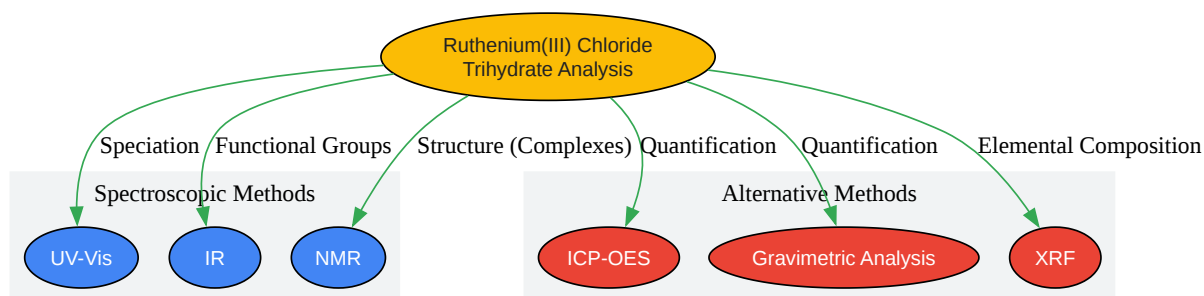 Ruthenium(III) Chloride
Trihydrate Analysis
Speciation
Functional Groups
Structure (Complexes)
Quantification
Quantification
Elemental Composition
Spectroscopic Methods
Alternative Methods
UV-Vis
IR
NMR
ICP-OES
Gravimetric Analysis
XRF